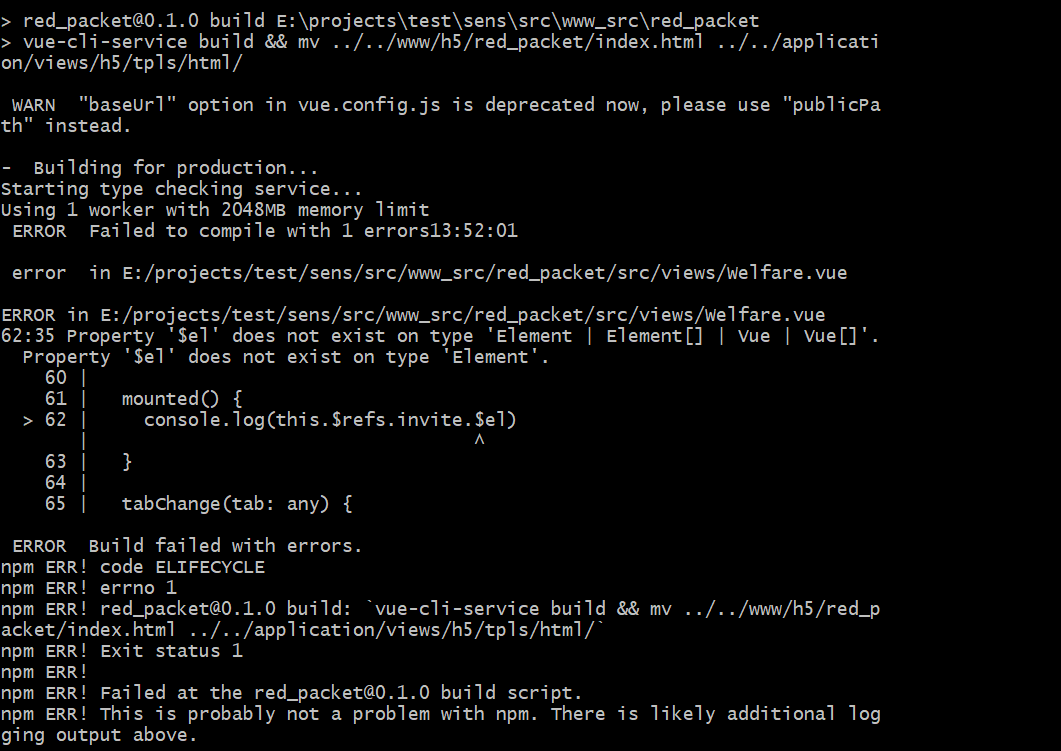 > red_packet@0.1.0 build E:\projects\test\sens\src\www_src\red_packet
> vue-cli-service build && mv ../../www/h5/red_packet/index.html ../../applicati
on/views/h5/tpls/html/
WARN "baseUrl" option in vue.config.js is deprecated now, please use "publicPa
th" instead.
- Building for production...
Starting type checking service...
Using 1 worker with 2048MB memory limit
ERROR Failed to compile with 1 errors13:52:01
error in E:/projects/test/sens/src/www_src/red_packet/src/views/Welfare.vue
ERROR in E:/projects/test/sens/src/www_src/red_packet/src/views/Welfare.vue
62:35 Property '$el' does not exist on type 'Element | Element[] | Vue | Vue[]'.
Property '$el' does not exist on type 'Element'.
60 |
61 | mounted() {
> 62 | console.log(this.$refs.invite.$el)
| ^
63 | }
64 |
65 | tabChange(tab: any) {
ERROR Build failed with errors.
npm ERR! code ELIFECYCLE
npm ERR! errno 1
npm ERR! red_packet@0.1.0 build: `vue-cli-service build && mv ../../www/h5/red_p
acket/index.html ../../application/views/h5/tpls/html/`
npm ERR! Exit status 1
npm ERR!
npm ERR! Failed at the red_packet@0.1.0 build script.
npm ERR! This is probably not a problem with npm. There is likely additional log
ging output above.